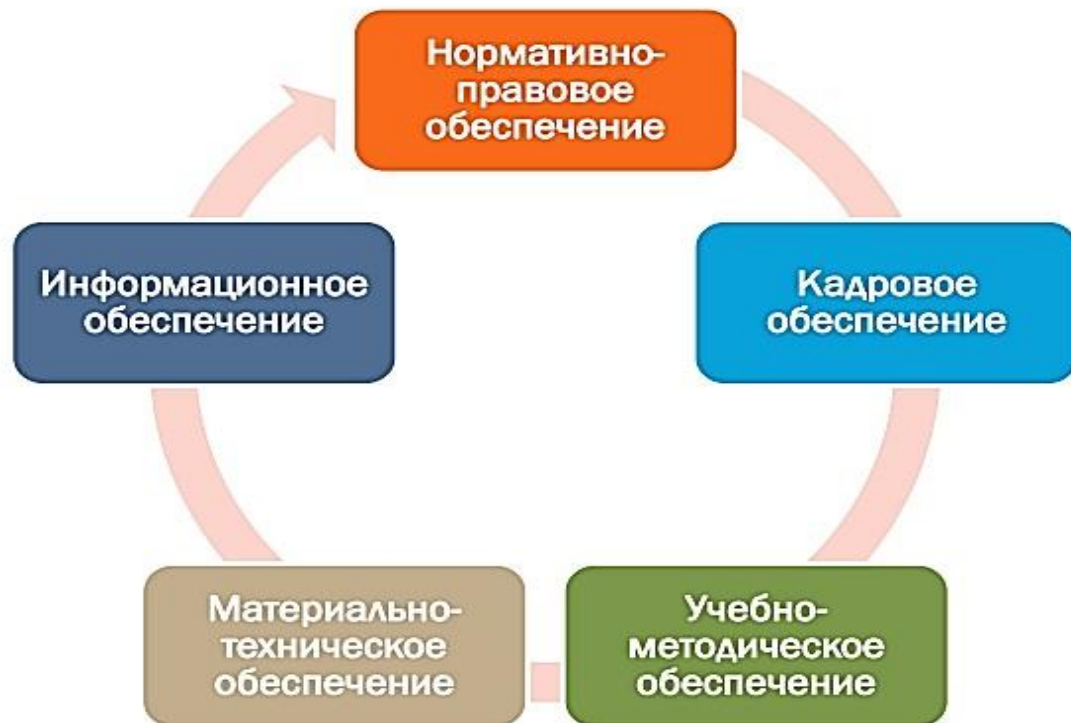 Нормативно-
правовое
обеспечение
Кадровое
обеспечение
Учебно-
методическое
обеспечение
Материально-
техническое
обеспечение
Информационное
обеспечение